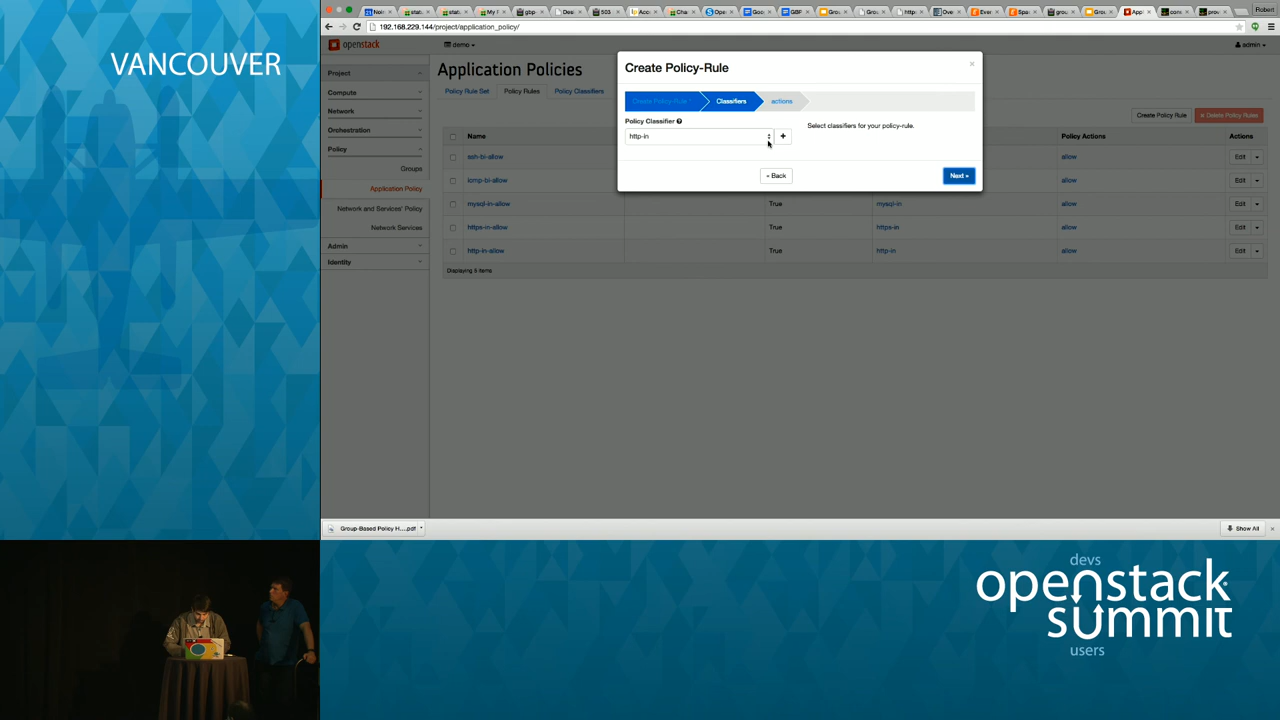 VANCOUVER
192.168.229.144/project/application_policy/
Robert
openstack
demo
admin
Project
Compute
Network
Orchestration
Policy
Groups
Application Policy
Network and Services' Policy
Network Services
Admin
Identity
Application Policies
Policy Rule Set
Policy Rules
Policy Classifiers
Create Policy Rule
Delete Policy Rules
Name
Policy Actions
Actions
ssh-bi-allow
allow
Edit
icmp-bi-allow
allow
Edit
mysql-in-allow
True
mysql-in
allow
Edit
https-in-allow
True
https-in
allow
Edit
http-in-allow
True
http-in
allow
Edit
Displaying 5 items
Create Policy-Rule
×
Create Policy-Rule *
Classifiers
actions
Policy Classifier
http-in
+
Select classifiers for your policy-rule.
« Back
Next »
Group-Based Policy H....pdf
Show All
devs
openstack
summit
users